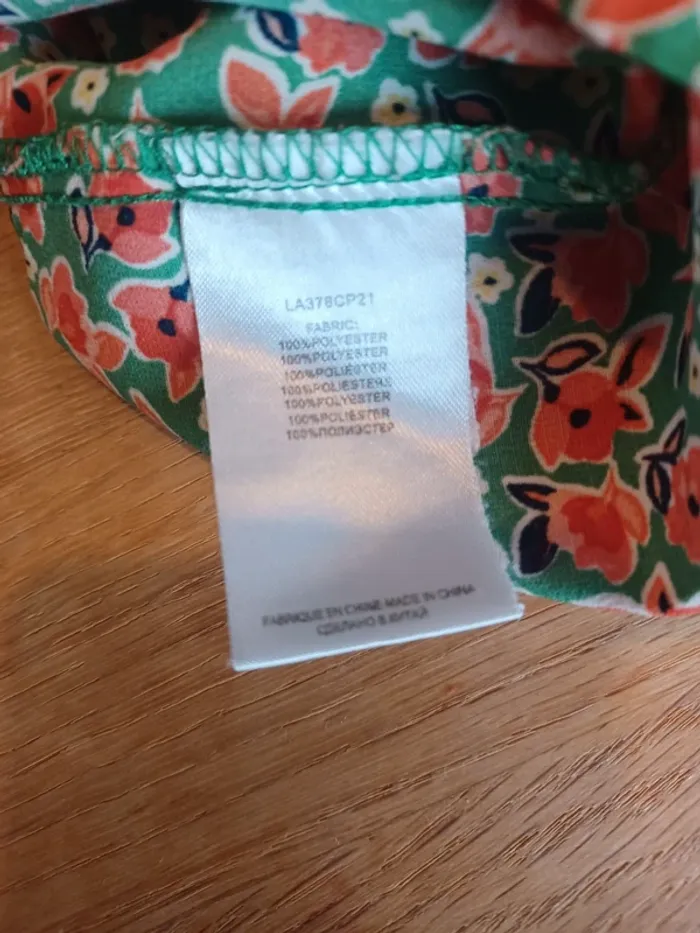 LA378CP21
FABRIC:
100%POLYESTER
100%POLYESTER
100%POLIÉSTER
100%POLIESTERE
100%POLYESTER
100%POLIESTER
100%ПОЛИЭСТЕР
FABRIQUE EN CHINE MADE IN CHINA
СДЕЛАНО В КИТАЙ